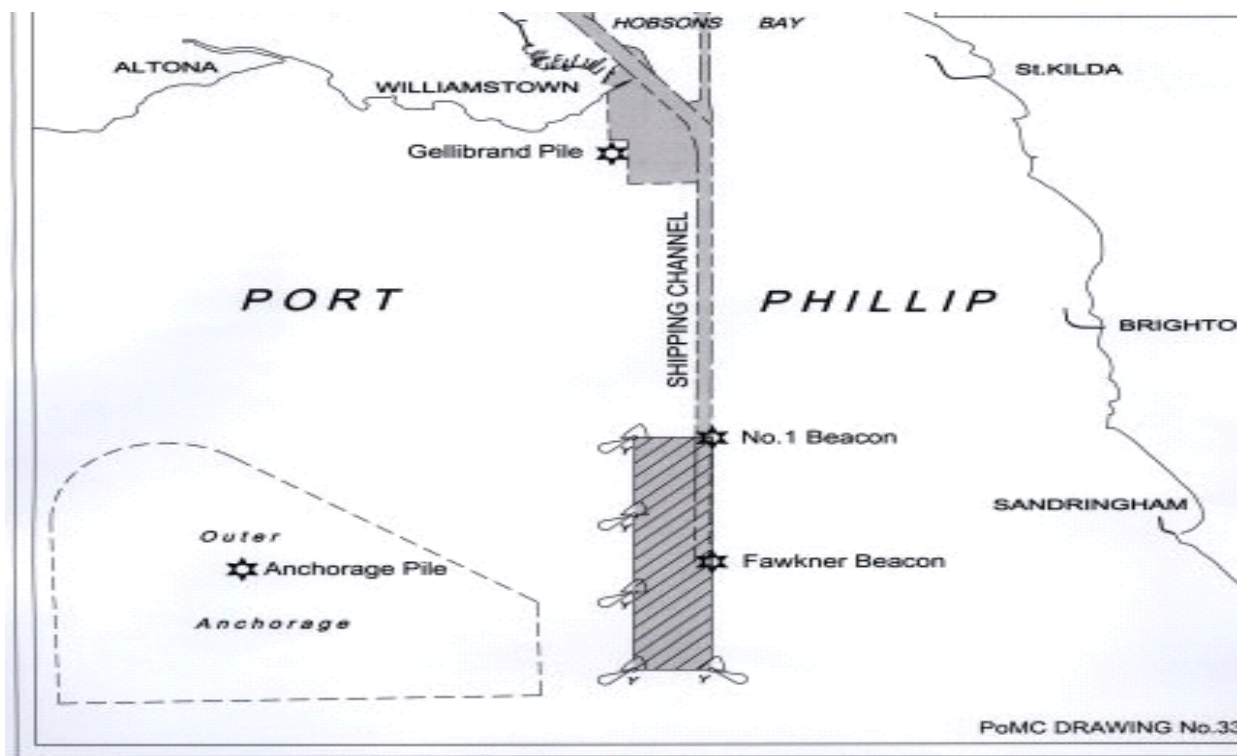 HOBSONS BAY
ALTONA
WILLIAMSTOWN
St.KILDA
Gellibrand Pile
SHIPPING CHANNEL
PORT PHILLIP
BRIGHTO
No.1 Beacon
SANDRINGHAM
Outer
Anchorage Pile
Fawkner Beacon
Anchorage
Y Y
PoMC DRAWING No.33